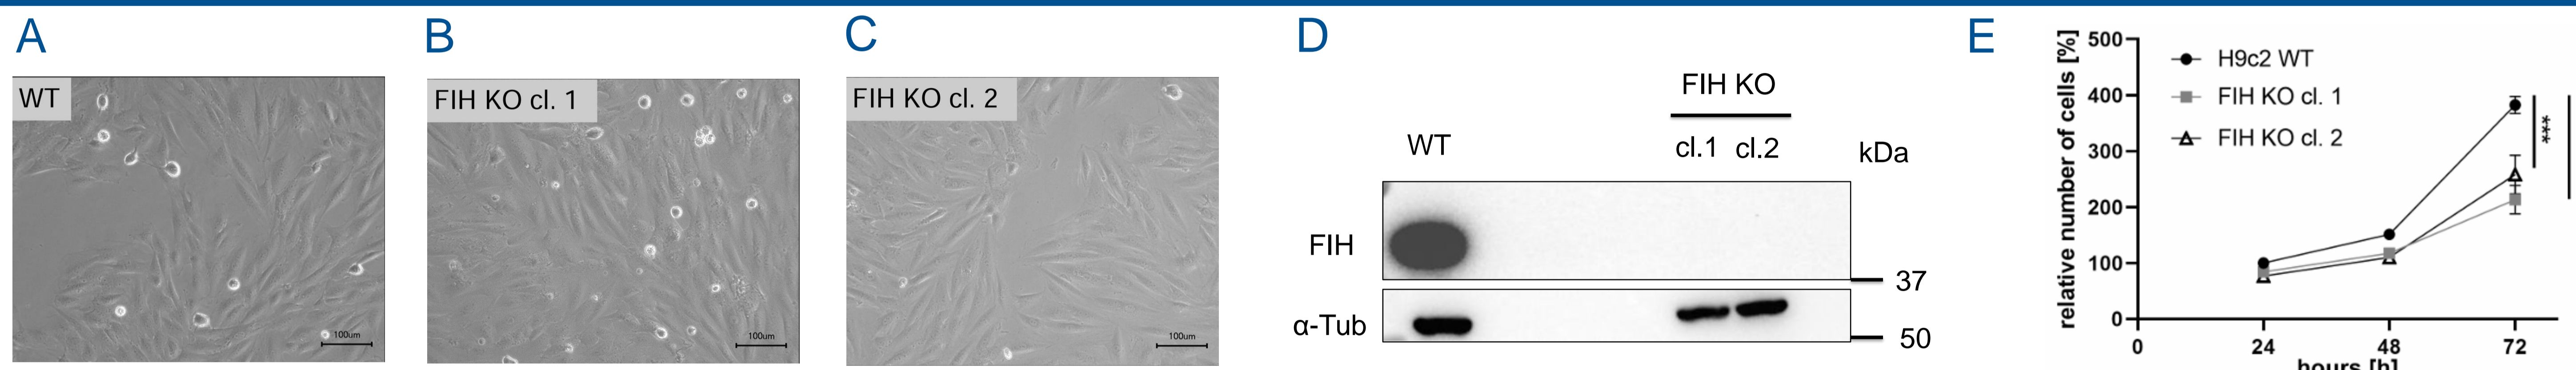 A
B
C
D
E
WT
100um
FIH KO cl. 1
100um
FIH KO cl. 2
100um
FIH KO
WT
cl.1 cl.2
kDa
FIH
37
α-Tub
50
relative number of cells [%]
500
400
300
200
100
0
H9c2 WT
FIH KO cl. 1
FIH KO cl. 2
***
0
24
48
72
hours [h]